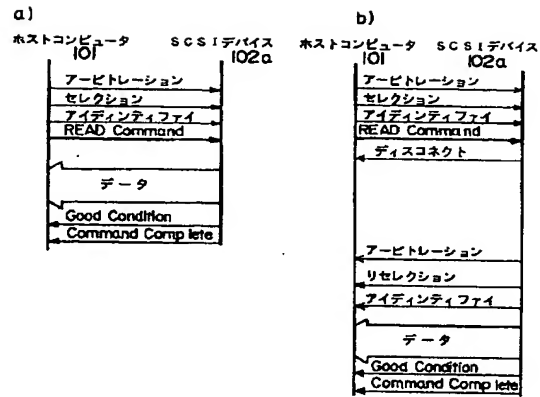 a)
ホストコンピュータ SCSIデバイス
101 102a
アービトレーション
セレクション
アイディンティファイ
READ Command
データ
Good Condition
Command Complete
b)
ホストコンピュータ SCSIデバイス
101 102a
アービトレーション
セレクション
アイディンティファイ
READ Command
ディスコネクト
アービトレーション
リセレクション
アイディンティファイ
データ
Good Condition
Command Complete